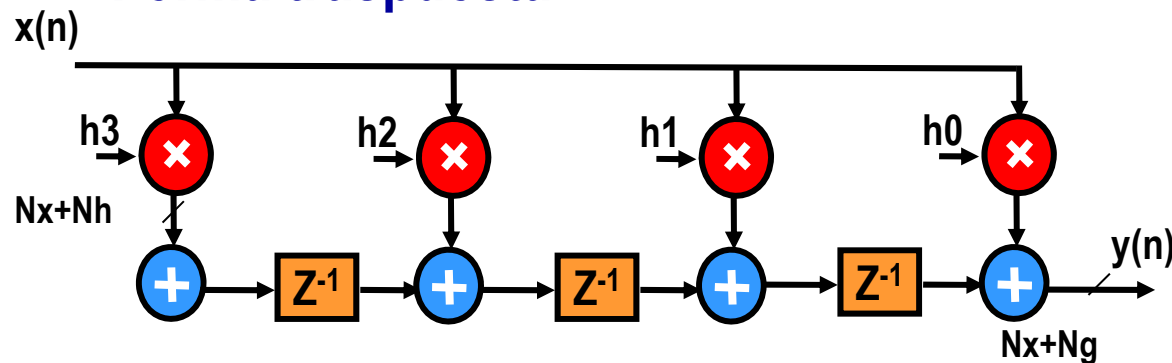 x(n)
h3
h2
h1
h0
× × × ×
Nx+Nh
+ Z⁻¹ + Z⁻¹ + Z⁻¹ +
y(n)
Nx+Ng